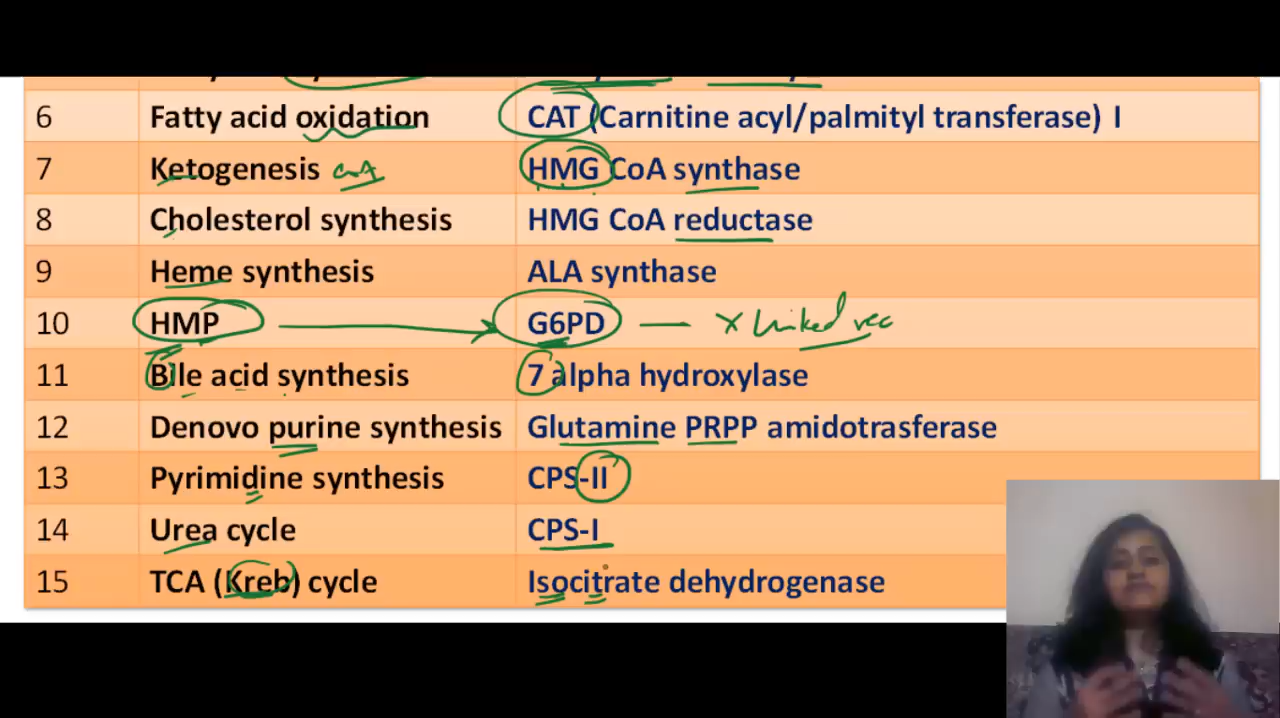 6 Fatty acid oxidation CAT (Carnitine acyl/palmityl transferase) I
7 Ketogenesis CoA HMG CoA synthase
8 Cholesterol synthesis HMG CoA reductase
9 Heme synthesis ALA synthase
10 HMP G6PD — X linked rec
11 Bile acid synthesis 7 alpha hydroxylase
12 Denovo purine synthesis Glutamine PRPP amidotrasferase
13 Pyrimidine synthesis CPS-II
14 Urea cycle CPS-I
15 TCA (Kreb) cycle Isocitrate dehydrogenase